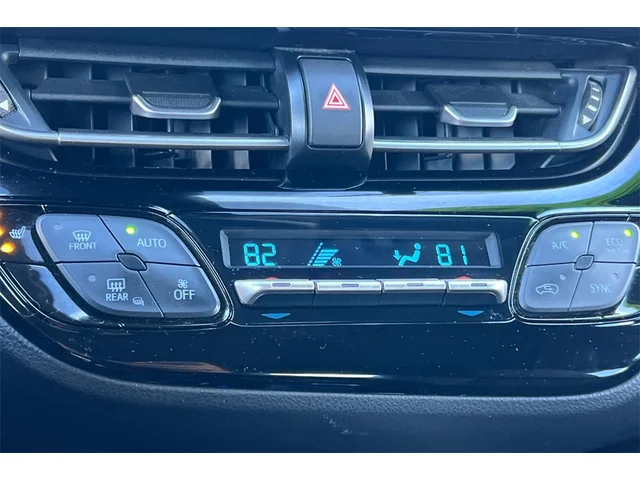 FRONT
AUTO
82
81
A/C
ECO
REAR
OFF
SYNC